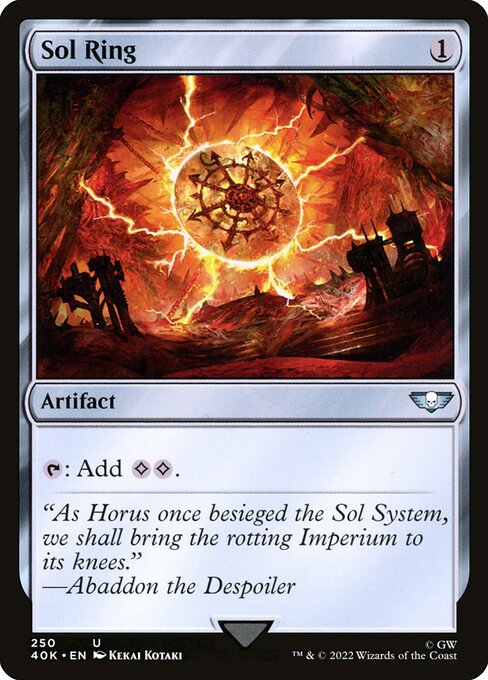 Sol Ring 1
Artifact
: Add .
“As Horus once besieged the Sol System,
we shall bring the rotting Imperium to
its knees.”
—Abaddon the Despoiler
250 U © GW
40K • EN Kekai Kotaki ™ & © 2022 Wizards of the Coast